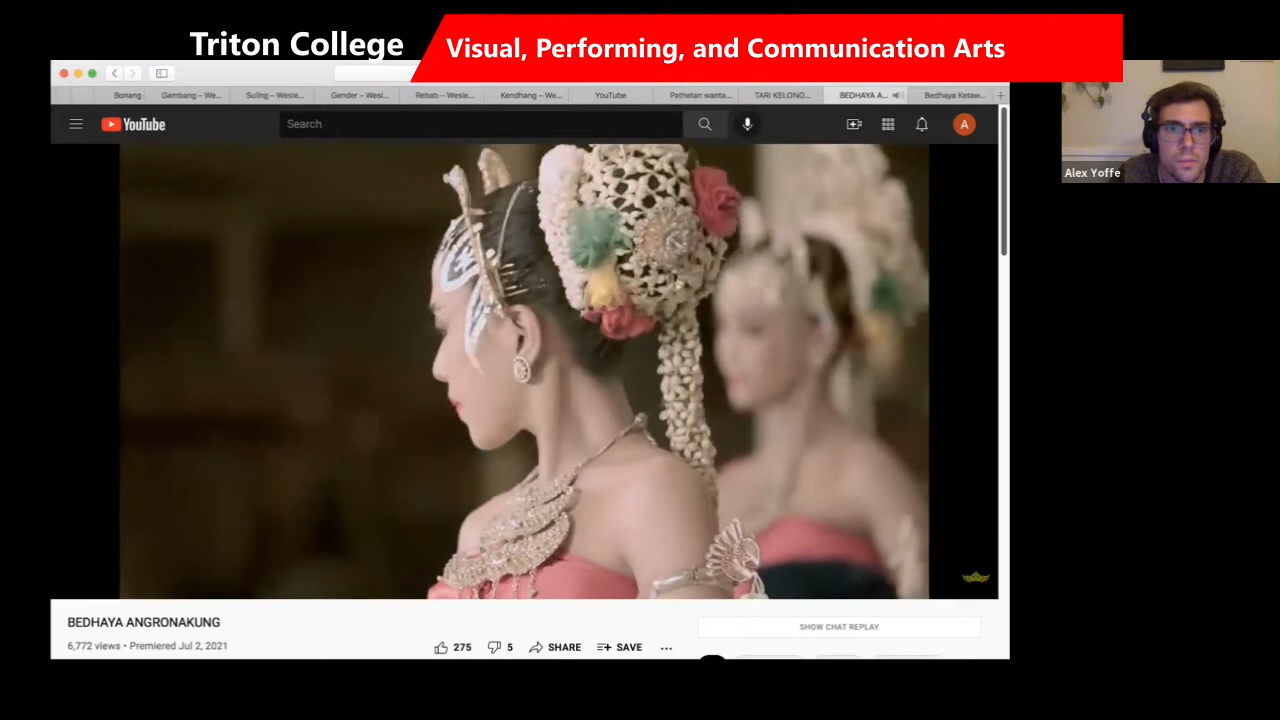 Triton College
Visual, Performing, and Communication Arts
Bonang
Gambang – We...
Suling – Wesle...
Gender – Wesl...
Rebab – Wesle...
Kendhang – We...
YouTube
Pathetan wanta...
TARI KELONO...
BEDHAYA A...
Bedhaya Ketaw...
YouTube
Search
A
Alex Yoffe
BEDHAYA ANGRONAKUNG
6,772 views • Premiered Jul 2, 2021
275
5
SHARE
SAVE
SHOW CHAT REPLAY